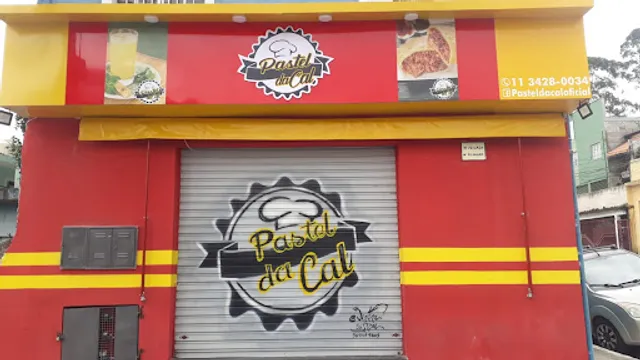 Pastel
da Cal
11 3428-0034
Pasteldacaloficial
Pastel
da Cal